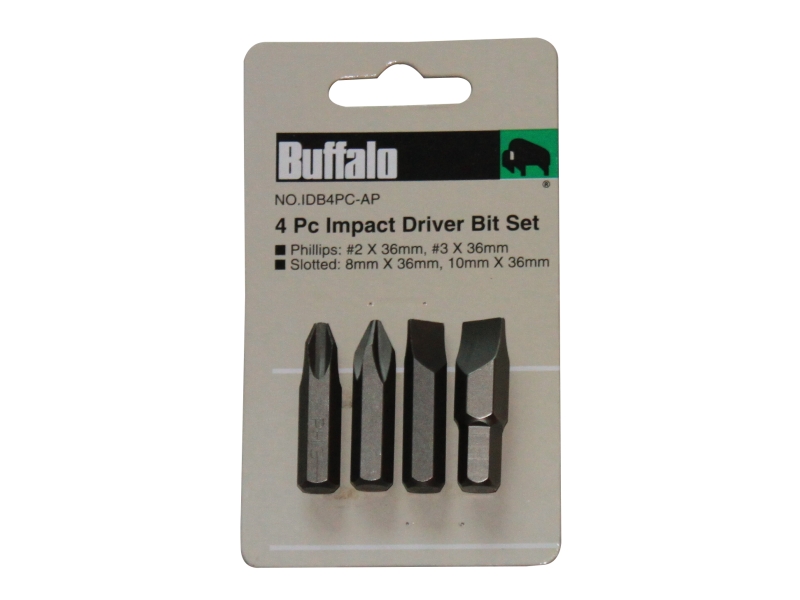 Buffalo
®
NO.IDB4PC-AP
4 Pc Impact Driver Bit Set
■ Phillips: #2 X 36mm, #3 X 36mm
■ Slotted: 8mm X 36mm, 10mm X 36mm